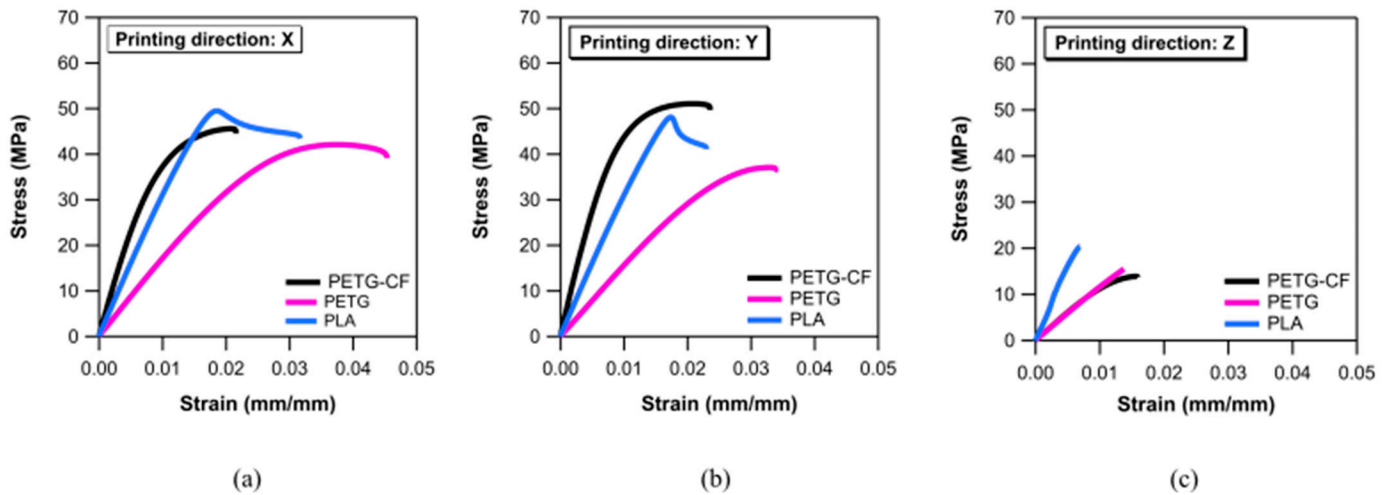 Printing direction: X
Stress (MPa)
70
60
50
40
30
20
10
0
PETG-CF
PETG
PLA
0.00 0.01 0.02 0.03 0.04 0.05
Strain (mm/mm)
(a)
Printing direction: Y
Stress (MPa)
70
60
50
40
30
20
10
0
PETG-CF
PETG
PLA
0.00 0.01 0.02 0.03 0.04 0.05
Strain (mm/mm)
(b)
Printing direction: Z
Stress (MPa)
70
60
50
40
30
20
10
0
PETG-CF
PETG
PLA
0.00 0.01 0.02 0.03 0.04 0.05
Strain (mm/mm)
(c)